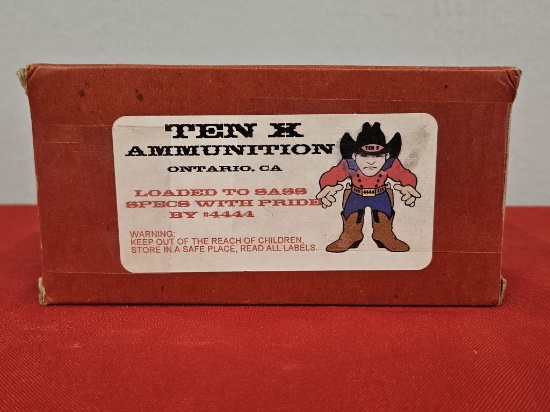 TEN X
AMMUNITION
ONTARIO, CA
LOADED TO SASS
SPECS WITH PRIDE
BY #4444
WARNING:
KEEP OUT OF THE REACH OF CHILDREN,
STORE IN A SAFE PLACE, READ ALL LABELS.
TEN X